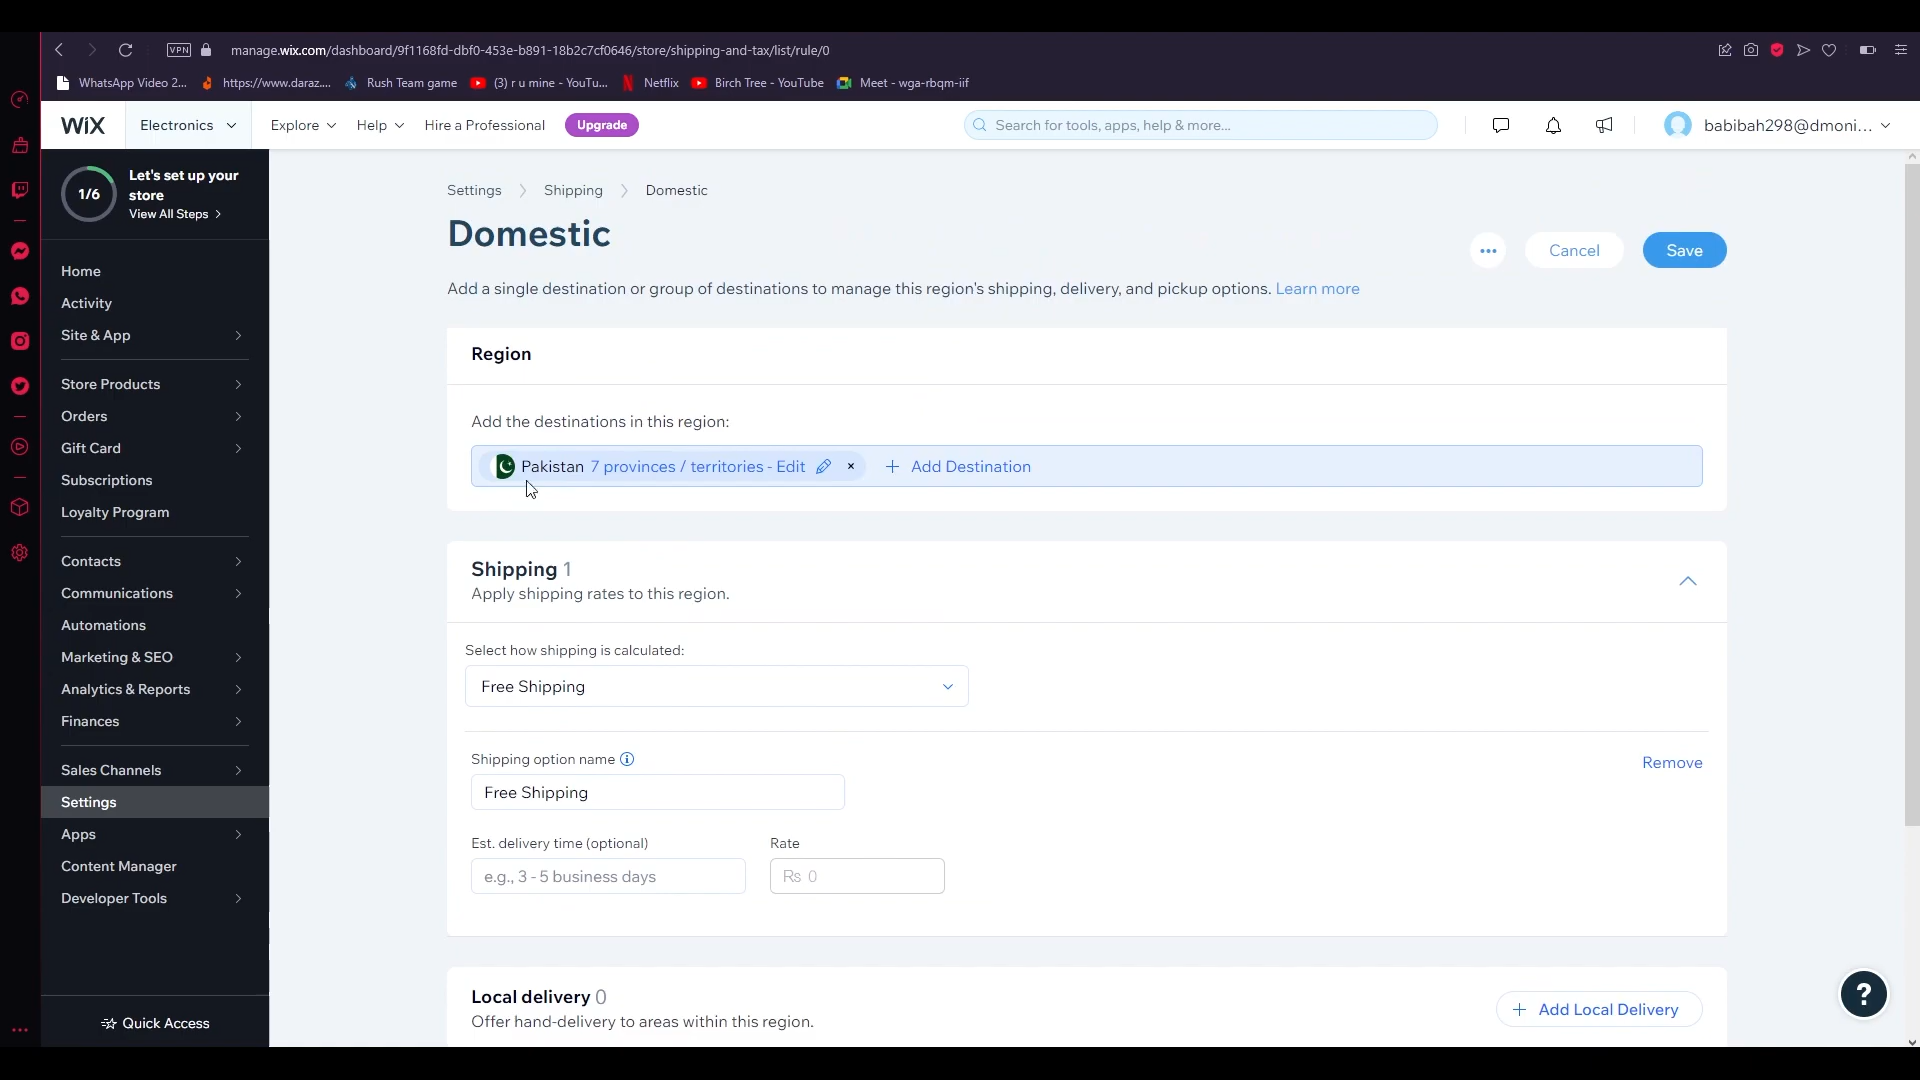 VPN manage.wix.com/dashboard/9f1168fd-dbf0-453e-b891-18b2c7cf0646/store/shipping-and-tax/list/rule/0
WhatsApp Video 2... https://www.daraz.... Rush Team game (3) r u mine - YouTu... Netflix Birch Tree - YouTube Meet - wga-rbqm-iif
WiX Electronics Explore Help Hire a Professional Upgrade Search for tools, apps, help & more... babibah298@dmoni...
1/6 Let's set up your store
View All Steps
Home
Activity
Site & App
Store Products
Orders
Gift Card
Subscriptions
Loyalty Program
Contacts
Communications
Automations
Marketing & SEO
Analytics & Reports
Finances
Sales Channels
Settings
Apps
Content Manager
Developer Tools
Quick Access
Settings Shipping Domestic
Domestic
Cancel Save
Add a single destination or group of destinations to manage this region's shipping, delivery, and pickup options. Learn more
Region
Add the destinations in this region:
Pakistan 7 provinces / territories - Edit × + Add Destination
Shipping 1
Apply shipping rates to this region.
Select how shipping is calculated:
Free Shipping
Shipping option name
Remove
Free Shipping
Est. delivery time (optional) Rate
e.g., 3 - 5 business days Rs 0
Local delivery 0
Offer hand-delivery to areas within this region.
+ Add Local Delivery
?